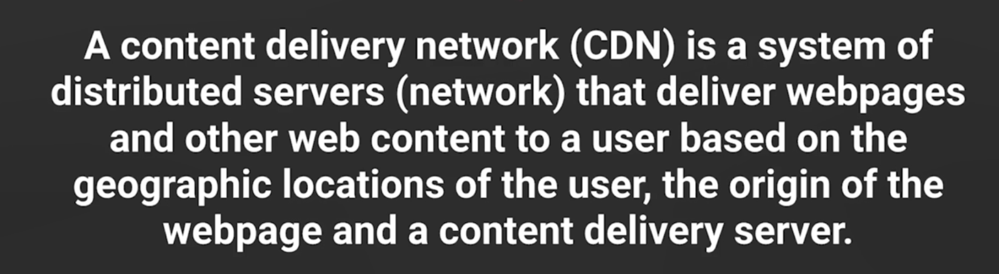 A content delivery network (CDN) is a system of
distributed servers (network) that deliver webpages
and other web content to a user based on the
geographic locations of the user, the origin of the
webpage and a content delivery server.